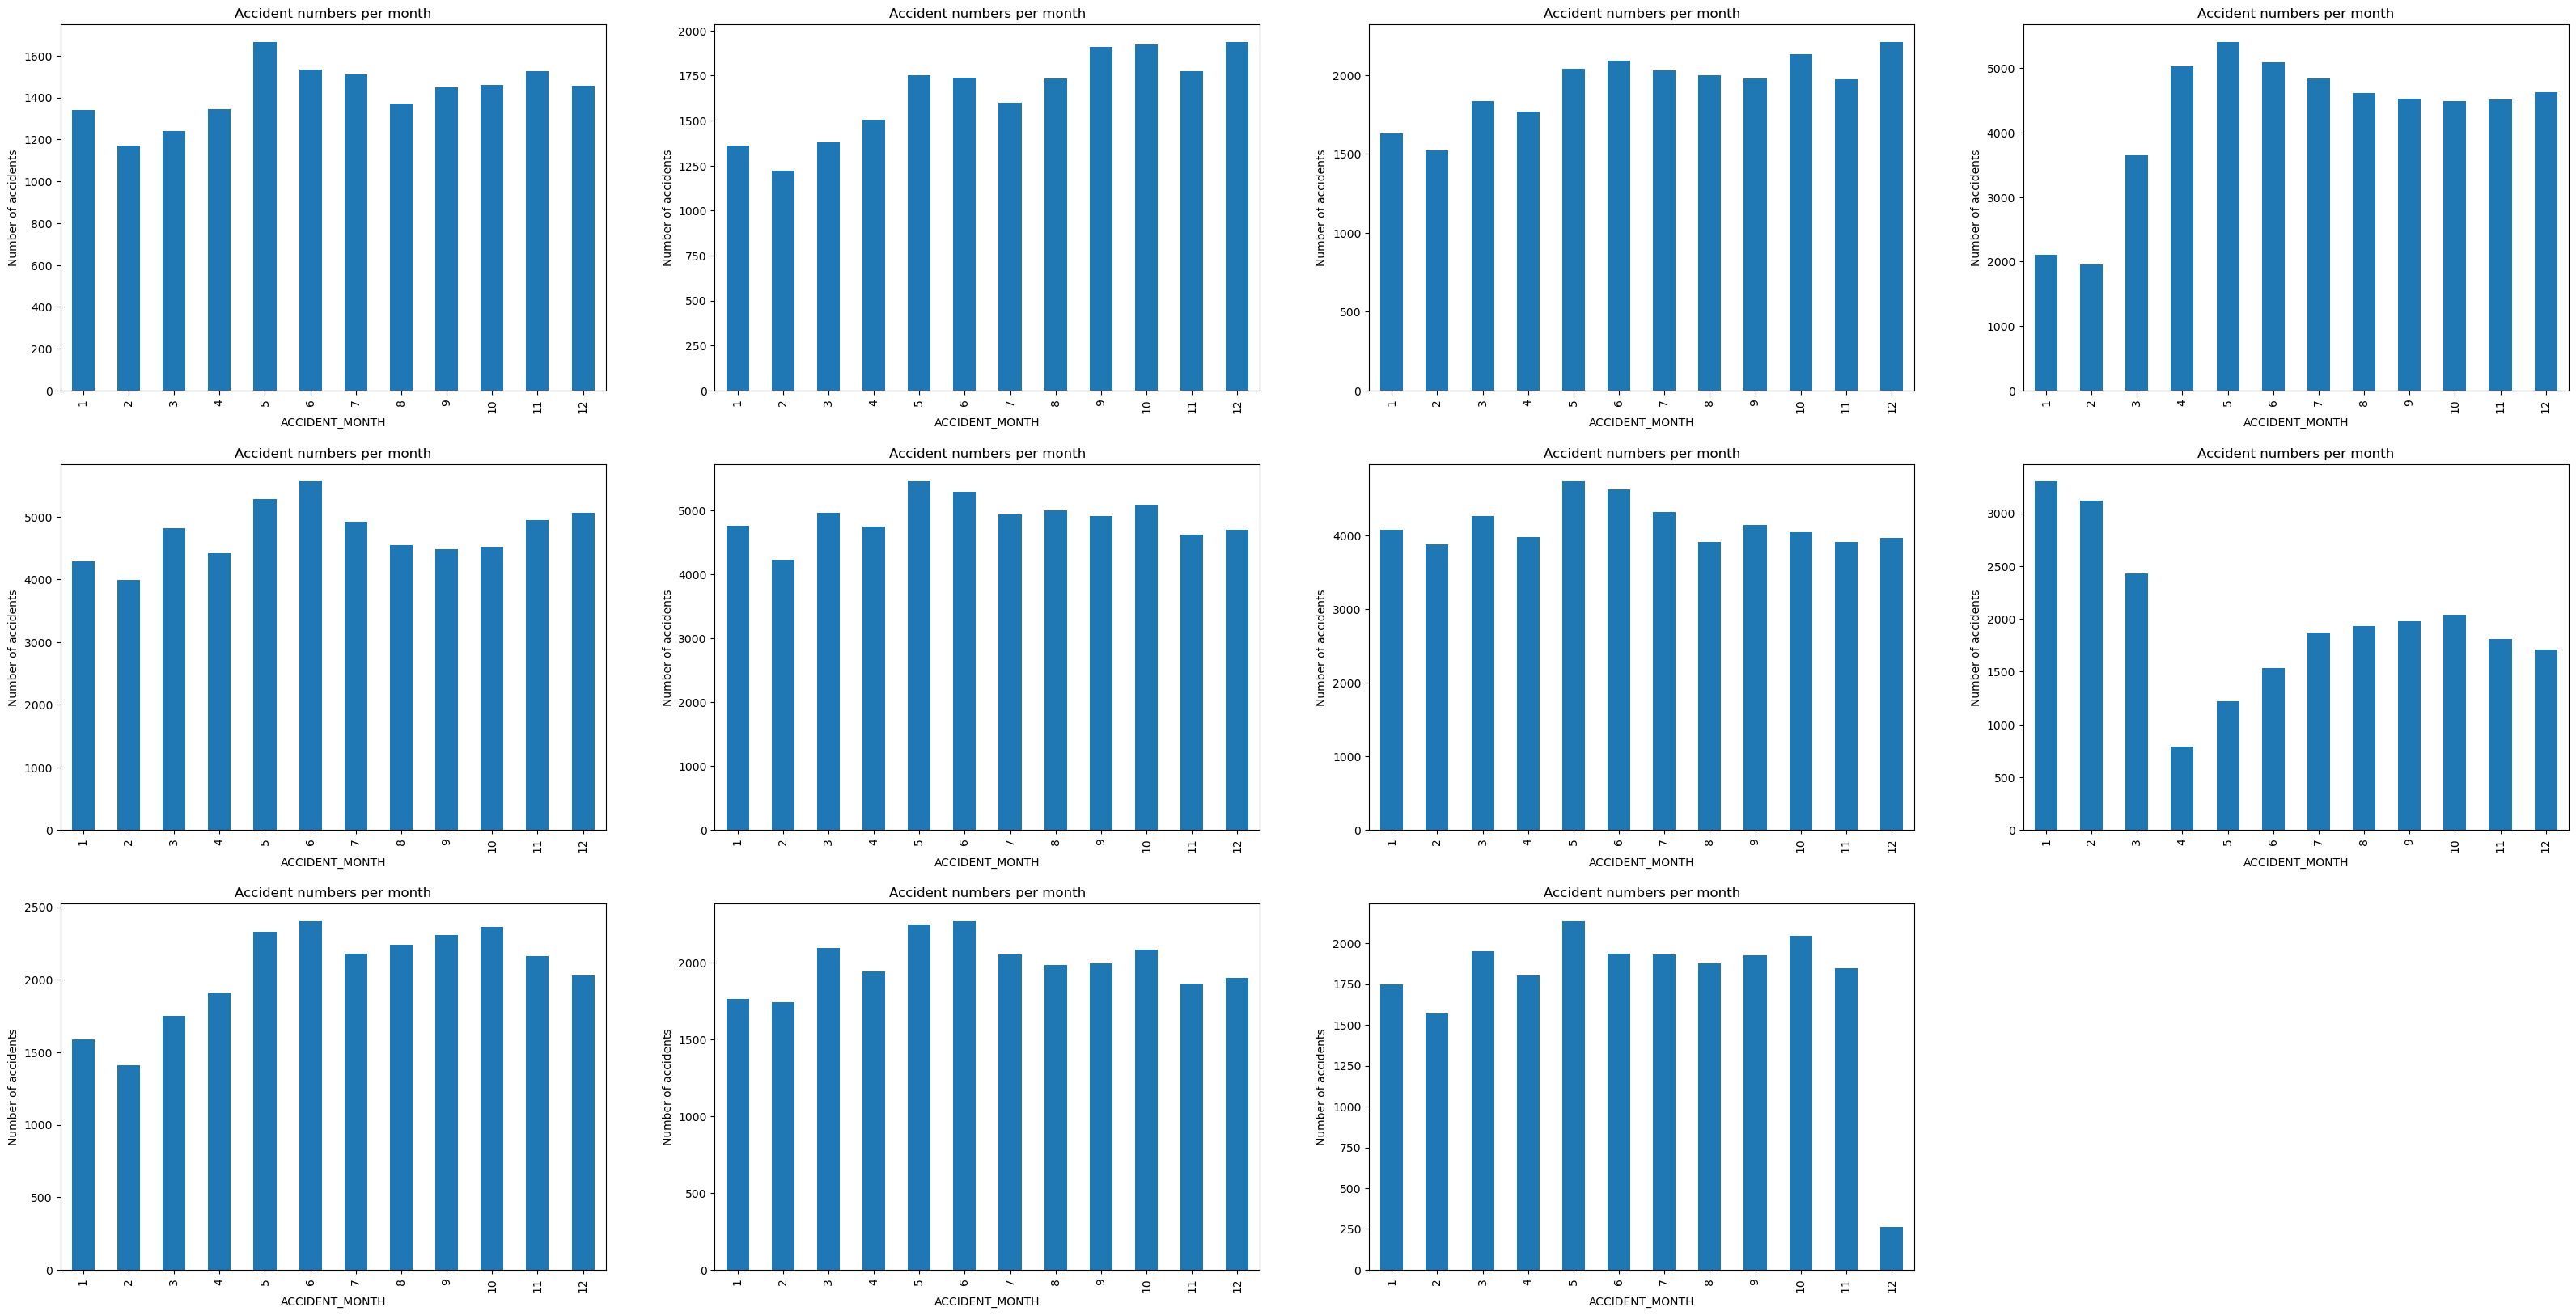 Accident numbers per month
Number of accidents
1600
1400
1200
1000
800
600
400
200
0
1 2 3 4 5 6 7 8 9 10 11 12
ACCIDENT_MONTH
Accident numbers per month
Number of accidents
2000
1750
1500
1250
1000
750
500
250
0
1 2 3 4 5 6 7 8 9 10 11 12
ACCIDENT_MONTH
Accident numbers per month
Number of accidents
2000
1500
1000
500
0
1 2 3 4 5 6 7 8 9 10 11 12
ACCIDENT_MONTH
Accident numbers per month
Number of accidents
5000
4000
3000
2000
1000
0
1 2 3 4 5 6 7 8 9 10 11 12
ACCIDENT_MONTH
Accident numbers per month
Number of accidents
5000
4000
3000
2000
1000
0
1 2 3 4 5 6 7 8 9 10 11 12
ACCIDENT_MONTH
Accident numbers per month
Number of accidents
5000
4000
3000
2000
1000
0
1 2 3 4 5 6 7 8 9 10 11 12
ACCIDENT_MONTH
Accident numbers per month
Number of accidents
4000
3000
2000
1000
0
1 2 3 4 5 6 7 8 9 10 11 12
ACCIDENT_MONTH
Accident numbers per month
Number of accidents
3000
2500
2000
1500
1000
500
0
1 2 3 4 5 6 7 8 9 10 11 12
ACCIDENT_MONTH
Accident numbers per month
Number of accidents
2500
2000
1500
1000
500
0
1 2 3 4 5 6 7 8 9 10 11 12
ACCIDENT_MONTH
Accident numbers per month
Number of accidents
2000
1500
1000
500
0
1 2 3 4 5 6 7 8 9 10 11 12
ACCIDENT_MONTH
Accident numbers per month
Number of accidents
2000
1750
1500
1250
1000
750
500
250
0
1 2 3 4 5 6 7 8 9 10 11 12
ACCIDENT_MONTH